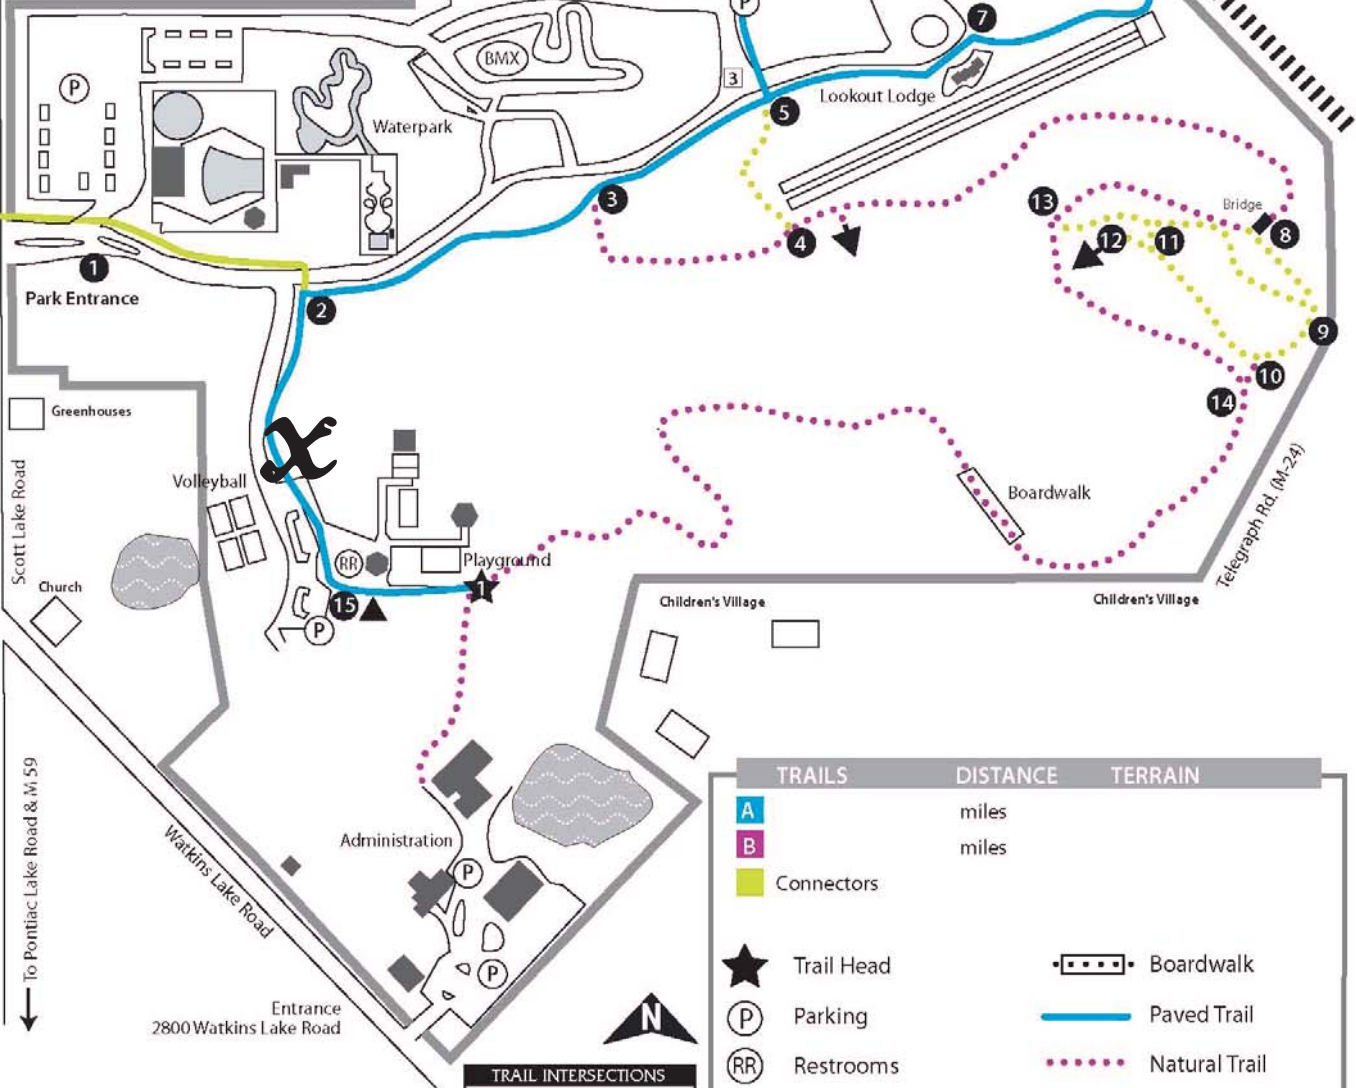 P
7
P
BMX
3
Lookout Lodge
5
Waterpark
3
13
Bridge
12
11
8
4
1
Park Entrance
2
9
10
14
Greenhouses
X
Volleyball
Boardwalk
Scott Lake Road
Telegraph Rd. (M-24)
RR
Playground
1
Church
15
Children's Village
Children's Village
P
To Pontiac Lake Road & M 59
Watkins Lake Road
TRAILS DISTANCE TERRAIN
A miles
B miles
Connectors
Administration
P
Trail Head
Boardwalk
P
P Parking
Paved Trail
Entrance
2800 Watkins Lake Road
N
RR Restrooms
Natural Trail
TRAIL INTERSECTIONS